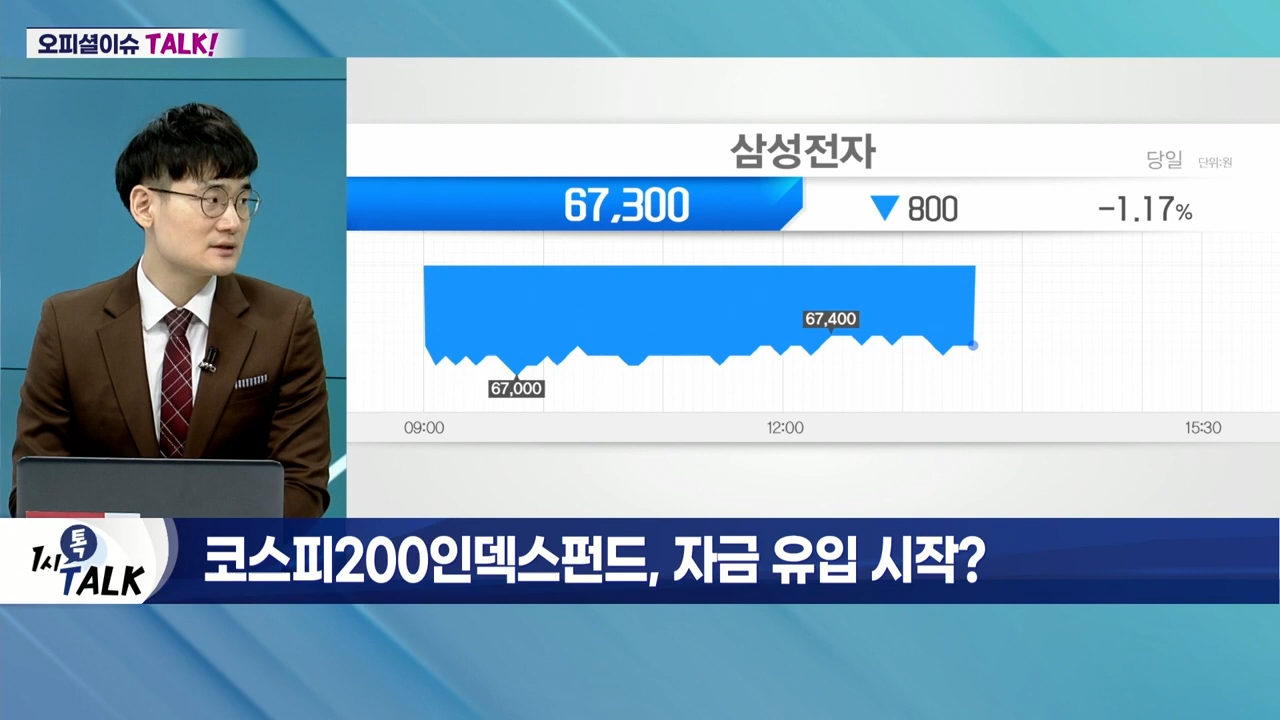 오피셜이슈 TALK!
삼성전자
당일 단위:원
67,300 ▼ 800 -1.17%
67,400
67,000
09:00 12:00 15:30
1시 톡 TALK
코스피200인덱스펀드, 자금 유입 시작?